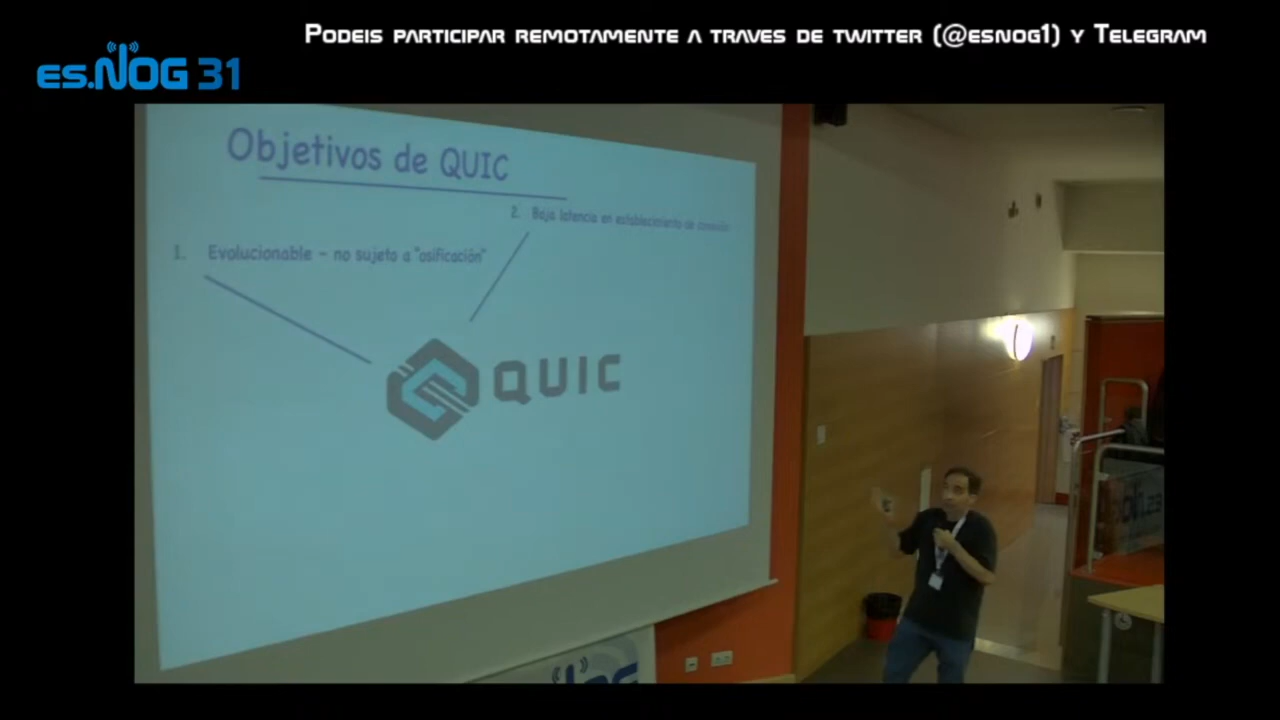 Podeis participar remotamente a traves de twitter (@esnog1) y Telegram
es.NOG 31
Objetivos de QUIC
2. Baja latencia en establecimiento de conexión
1. Evolucionable - no sujeto a "osificación"
QUIC